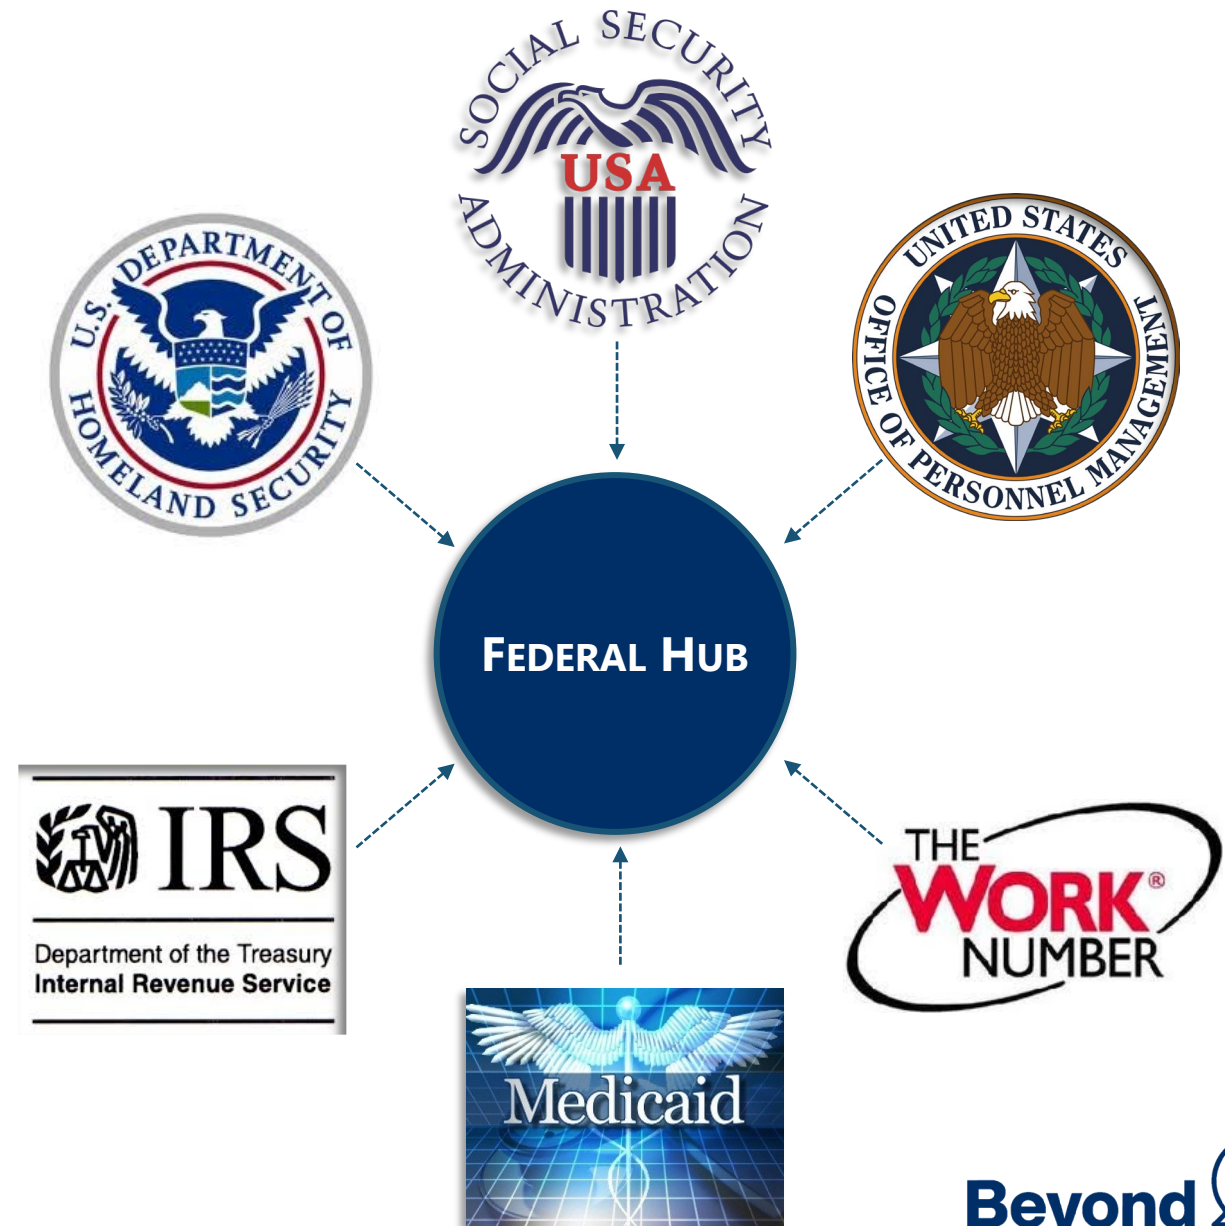 SOCIAL SECURITY ADMINISTRATION
USA
U.S. DEPARTMENT OF HOMELAND SECURITY
UNITED STATES OFFICE OF PERSONNEL MANAGEMENT
FEDERAL HUB
IRS
Department of the Treasury
Internal Revenue Service
THE
WORK®
NUMBER
Medicaid
Beyond